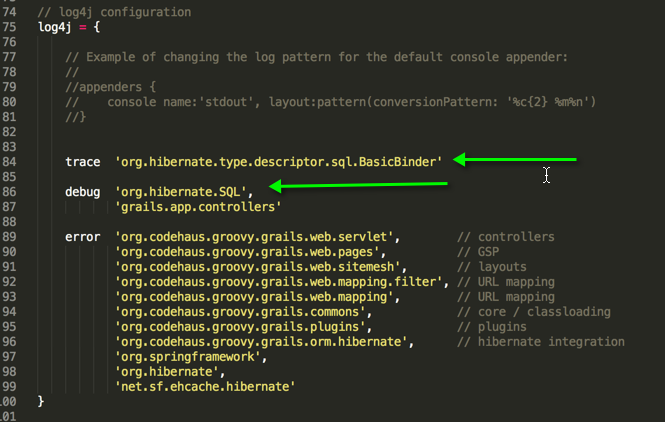 74 // log4j configuration
75 log4j = {
76
77 // Example of changing the log pattern for the default console appender:
78 //
79 //appenders {
80 //    console name:'stdout', layout:pattern(conversionPattern: '%c{2} %m%n')
81 //}
82
83
84 trace 'org.hibernate.type.descriptor.sql.BasicBinder'
85
86 debug 'org.hibernate.SQL',
87 'grails.app.controllers'
88
89 error 'org.codehaus.groovy.grails.web.servlet', // controllers
90 'org.codehaus.groovy.grails.web.pages', // GSP
91 'org.codehaus.groovy.grails.web.sitemesh', // layouts
92 'org.codehaus.groovy.grails.web.mapping.filter', // URL mapping
93 'org.codehaus.groovy.grails.web.mapping', // URL mapping
94 'org.codehaus.groovy.grails.commons', // core / classloading
95 'org.codehaus.groovy.grails.plugins', // plugins
96 'org.codehaus.groovy.grails.orm.hibernate', // hibernate integration
97 'org.springframework',
98 'org.hibernate',
99 'net.sf.ehcache.hibernate'
100 }
101